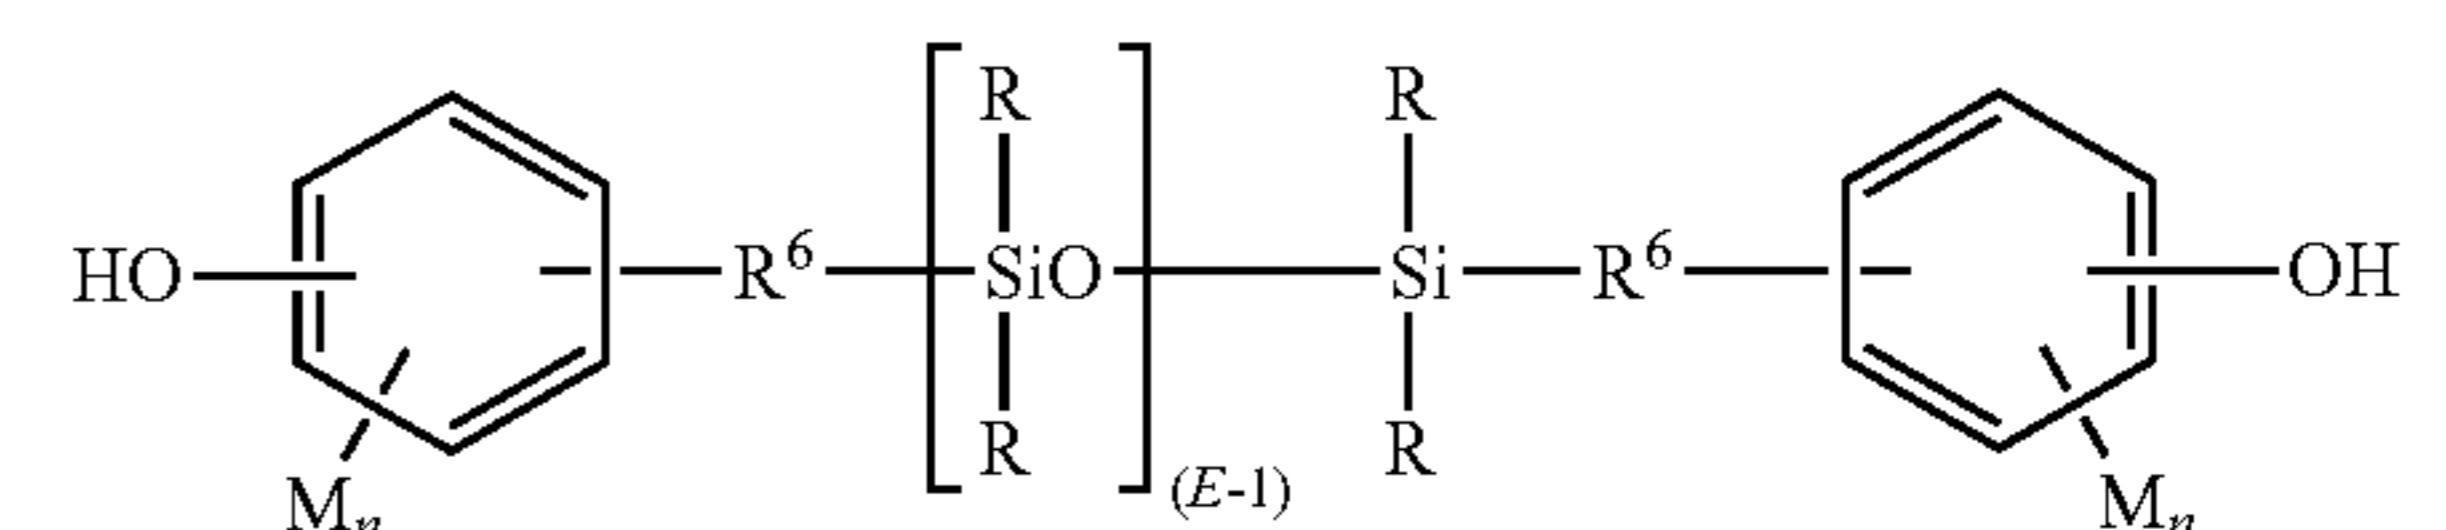 R R
HO R⁶ SiO Si R⁶ OH
R R
(E-1)
Mₙ Mₙ